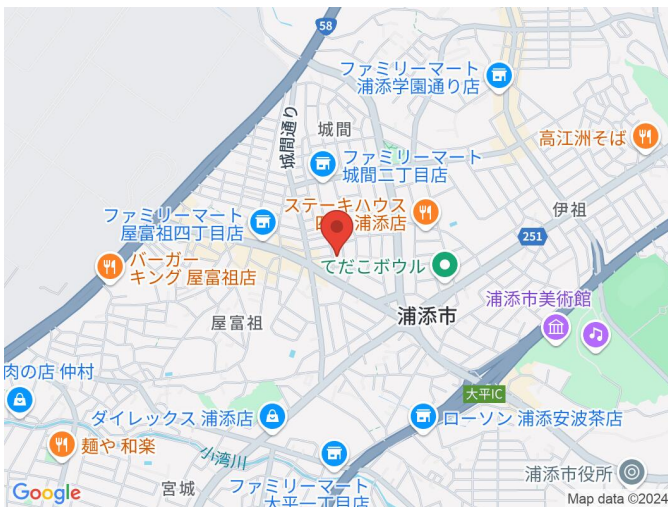 58
ファミリーマート
浦添学園通り店
城間
城間通り
高江洲そば
ファミリーマート
城間二丁目店
ステーキハウス
浦添店
伊祖
ファミリーマート
屋富祖四丁目店
251
バーガー
キング 屋富祖店
てだこボウル
浦添市美術館
浦添市
屋富祖
肉の店 仲村
大平IC
ダイレックス 浦添店
ローソン 浦添安波茶店
麺や 和楽
小湾川
浦添市役所
宮城
ファミリーマート
大平一丁目店
Google
Map data ©2024